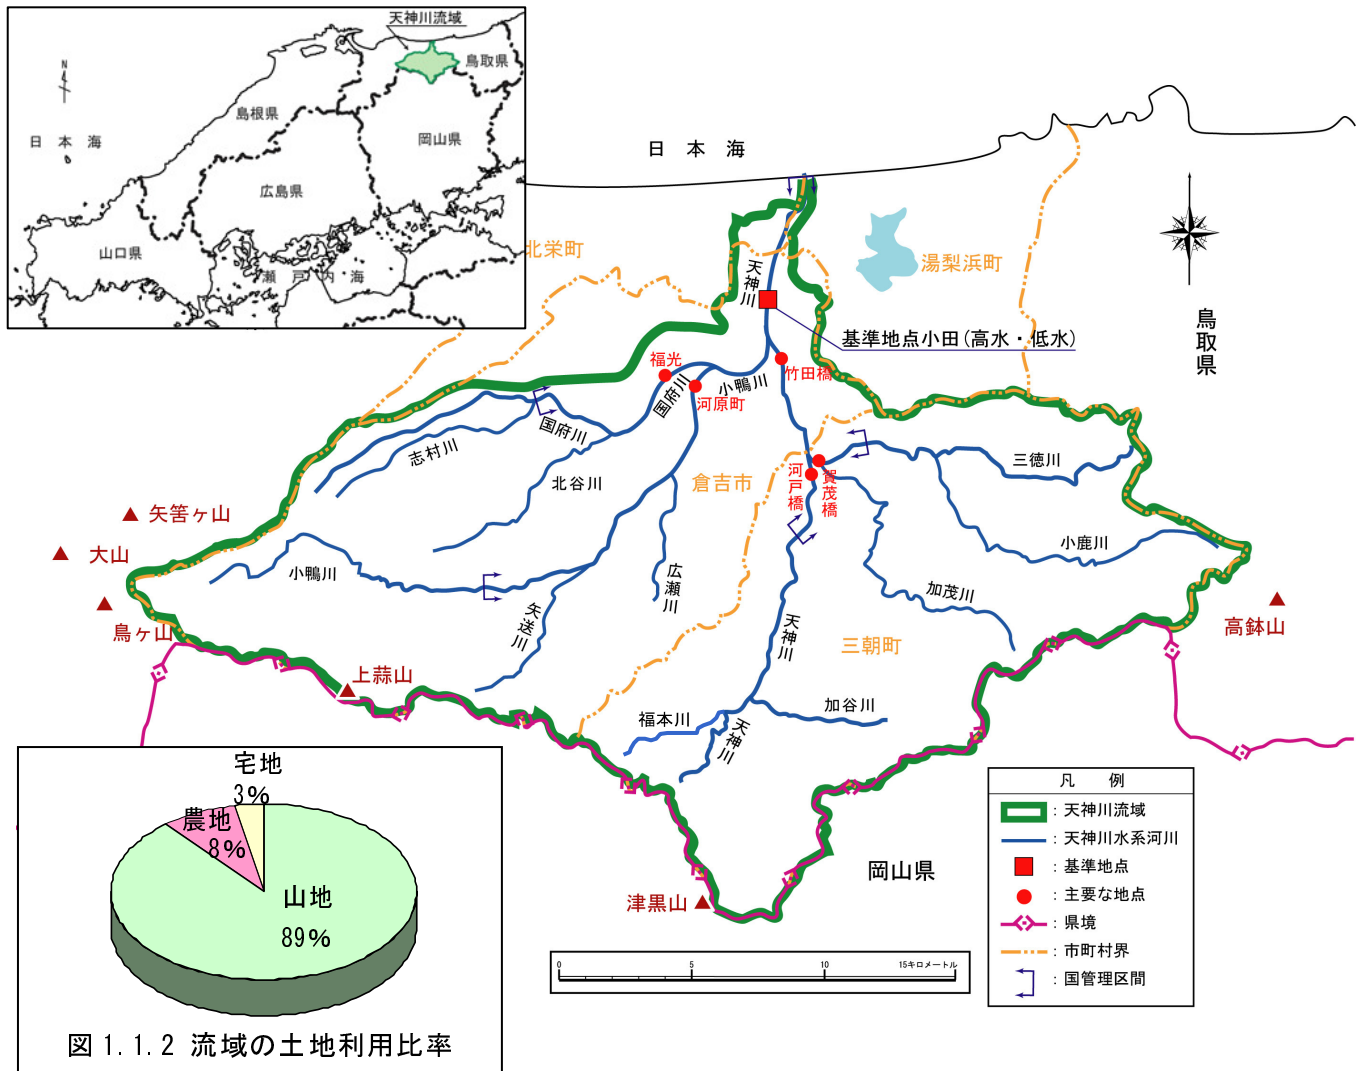 天神川流域
N
鳥取県
島根県
日本海
岡山県
広島県
山口県
瀬戸内海
日本海
北栄町
湯梨浜町
天神川
鳥取県
基準地点小田(高水・低水)
福光
竹田橋
国府川
小鴨川
河原町
国府川
志村川
三徳川
北谷川
倉吉市
河戸橋
賀茂橋
矢筈ヶ山
大山
小鴨川
小鹿川
広瀬川
加茂川
烏ヶ山
矢送川
天神川
三朝町
高鉢山
上蒜山
福本川
天神川
加谷川
宅地
3%
農地
8%
山地
89%
図 1.1.2 流域の土地利用比率
津黒山
岡山県
0 5 10 15キロメートル
凡 例
:天神川流域
:天神川水系河川
:基準地点
:主要な地点
:県境
:市町村界
:国管理区間